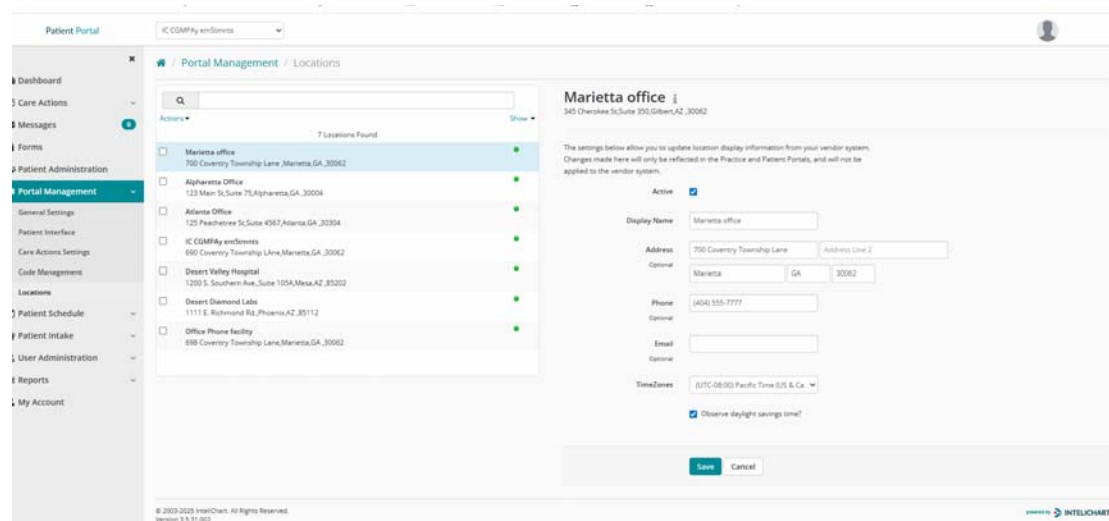 Patient Portal
IC CGMPAy emStmnts
Portal Management / Locations
Dashboard
Care Actions
Messages
0
Forms
Patient Administration
Portal Management
General Settings
Patient Interface
Care Actions Settings
Code Management
Locations
Patient Schedule
Patient Intake
User Administration
Reports
My Account
Actions
Show
7 Locations Found
Marietta office
700 Coventry Township Lane ,Marietta,GA ,30062
Alpharetta Office
123 Main St,Suite 75,Alpharetta,GA ,30004
Atlanta Office
125 Peachetree St,Suite 4567,Atlanta,GA ,30304
IC CGMPAy emStmnts
690 Coventry Township LAne,Marietta,GA ,30062
Desert Valley Hospital
1200 S. Southern Ave,,Suite 105A,Mesa,AZ ,85202
Desert Diamond Labs
1111 E. Richmond Rd.,Phoenix,AZ ,85112
Office Phone facility
698 Coventry Township Lane,Marietta,GA ,30062
Marietta office
345 Cherokee St,Suite 350,Gilbert,AZ ,30062
The settings below allow you to update location display information from your vendor system.
Changes made here will only be reflected in the Practice and Patient Portals, and will not be
applied to the vendor system.
Active
Display Name
Marietta office
Address
700 Coventry Township Lane
Address Line 2
Optional
Marietta
GA
30062
Phone
(404) 555-7777
Optional
Email
Optional
TimeZones
(UTC-08:00) Pacific Time (US & Ca
Observe daylight savings time?
Save
Cancel
© 2003-2025 InteliChart. All Rights Reserved.
Version 3.5.31.002
powered by INTELICHART